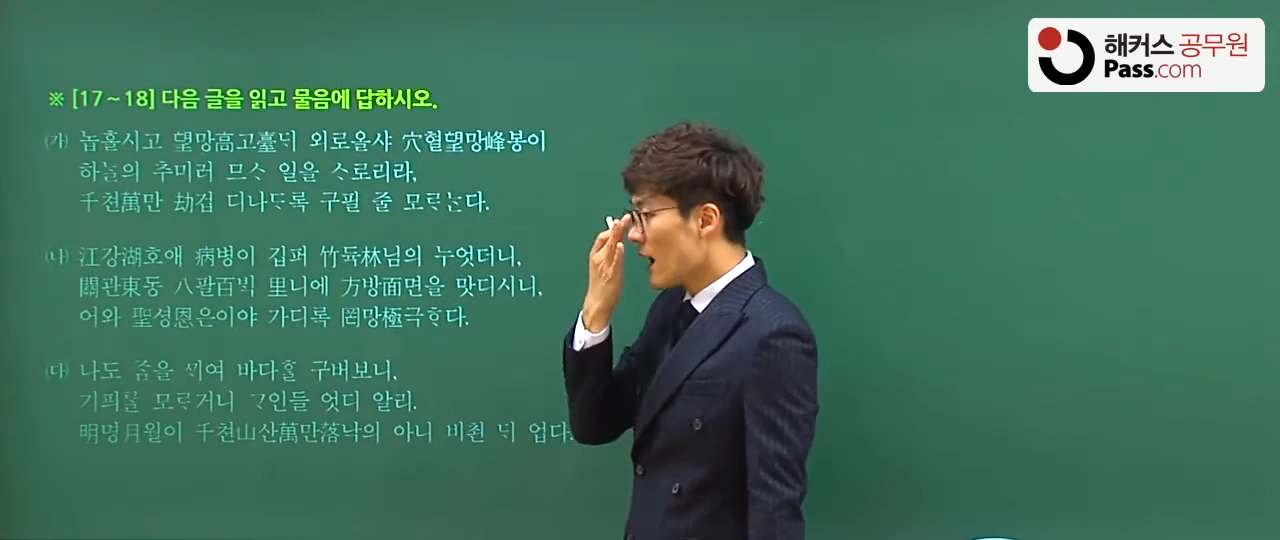 해커스 공무원
Pass.com
※ [17~18] 다음 글을 읽고 물음에 답하시오.
(가) 놉흘시고 望망高고臺ᄃᆡ 외로올샤 穴혈望망峰봉이
하ᄂᆞᆯ의 추미러 므ᄉᆞ 일을 ᄉᆞ로리라,
千쳔萬만 劫겁 디나ᄃᆞ록 구필 줄 모ᄅᆞᄂᆞᆫ다.
(나) 江강湖호애 病병이 깁퍼 竹듁林님의 누엇더니,
關관東동 八팔百ᄇᆡᆨ 里니에 方방面면을 맛디시니,
어와 聖셩恩은이야 가디록 罔망極극ᄒᆞ다.
(다) 나도 ᄌᆞᆷ을 ᄭᆡ여 바다ᄒᆞᆯ 구버보니,
기픠ᄅᆞᆯ 모ᄅᆞ거니 ᄀᆞ인들 엇디 알리.
明명月월이 千쳔山산萬만落낙의 아니 비쵠 ᄃᆡ 업다.